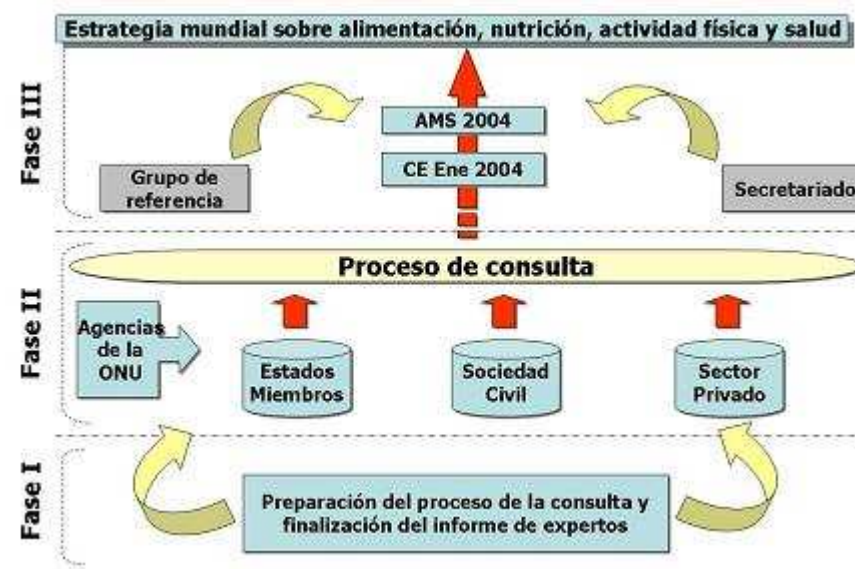 Estrategia mundial sobre alimentación, nutrición, actividad física y salud
Fase III
AMS 2004
CE Ene 2004
Grupo de
referencia
Secretariado
Proceso de consulta
Fase II
Agencias
de la
ONU
Estados
Miembros
Sociedad
Civil
Sector
Privado
Fase I
Preparación del proceso de la consulta y
finalización del informe de expertos